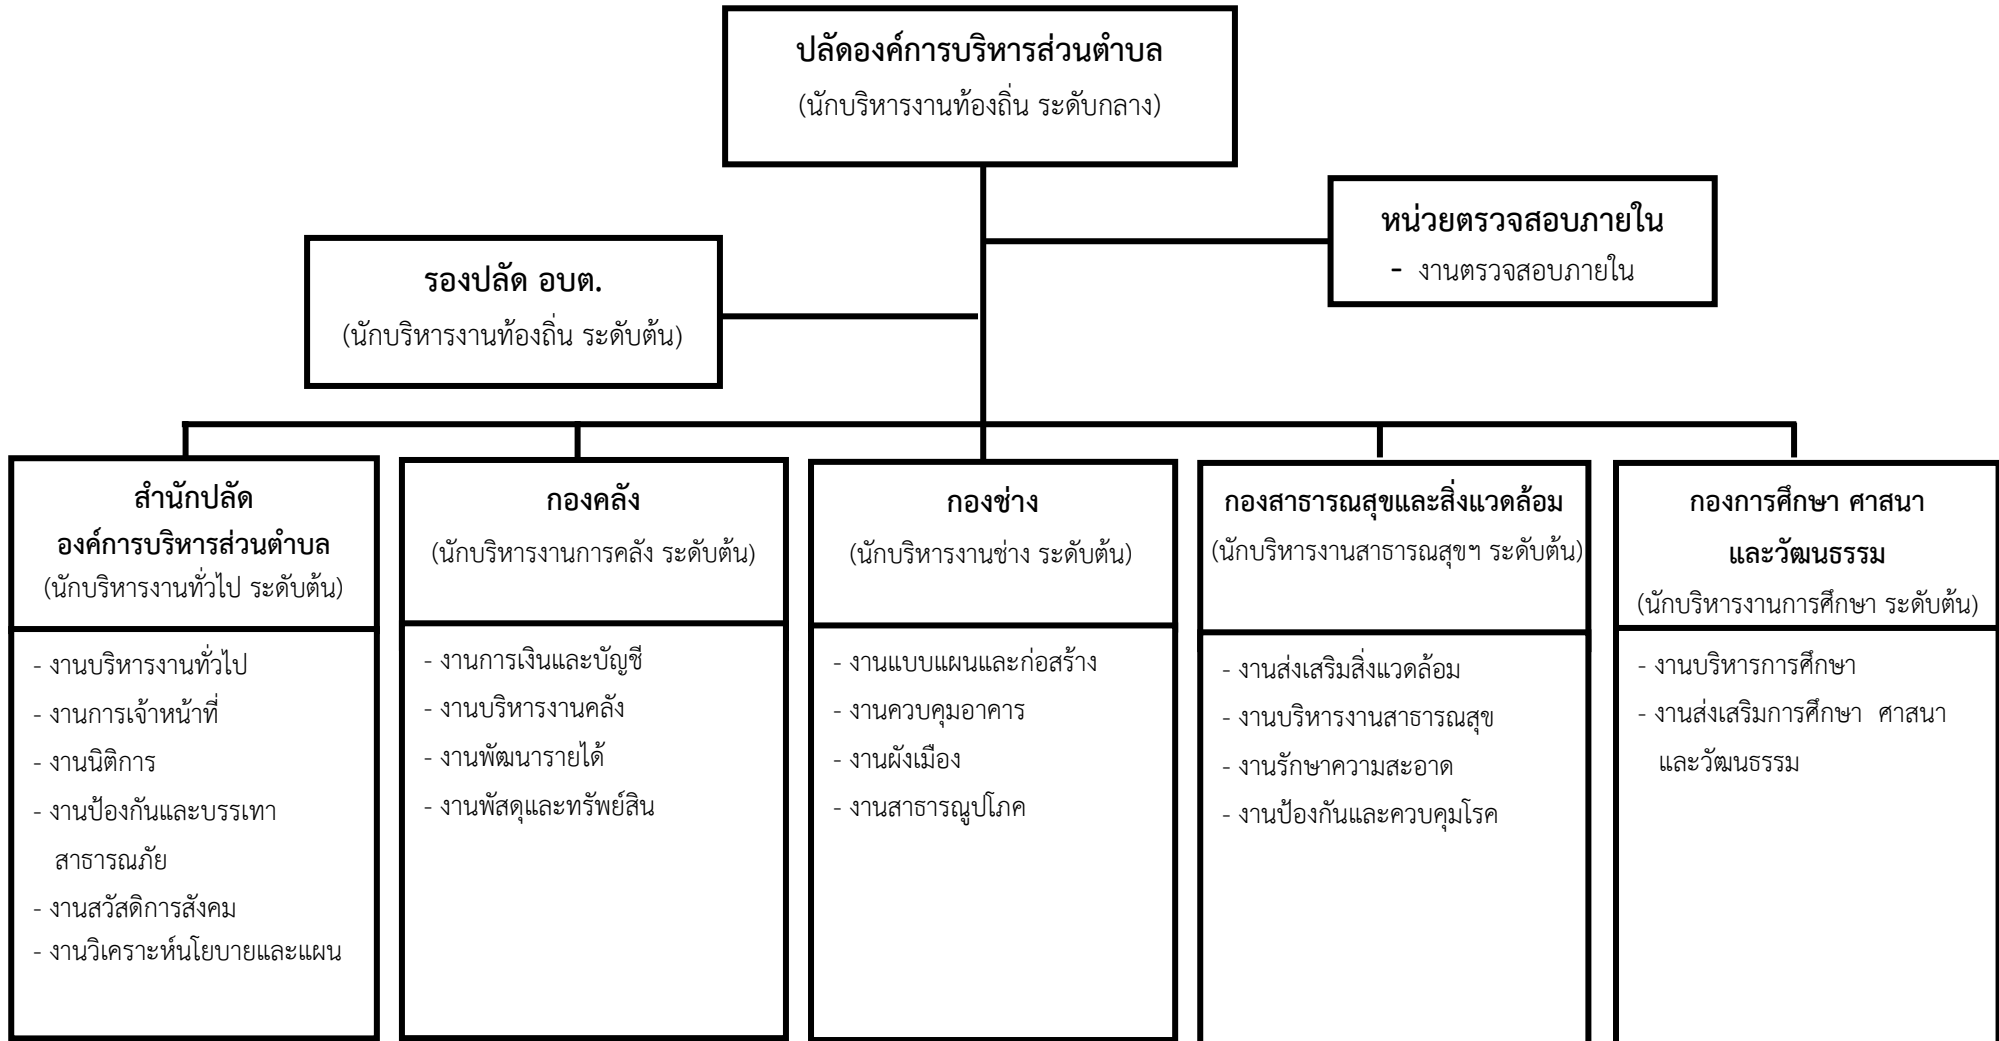 ปลัดองค์การบริหารส่วนตำบล
(นักบริหารงานท้องถิ่น ระดับกลาง)
หน่วยตรวจสอบภายใน
- งานตรวจสอบภายใน
รองปลัด อบต.
(นักบริหารงานท้องถิ่น ระดับต้น)
สำนักปลัด
องค์การบริหารส่วนตำบล
(นักบริหารงานทั่วไป ระดับต้น)
- งานบริหารงานทั่วไป
- งานการเจ้าหน้าที่
- งานนิติการ
- งานป้องกันและบรรเทา
สาธารณภัย
- งานสวัสดิการสังคม
- งานวิเคราะห์นโยบายและแผน
กองคลัง
(นักบริหารงานการคลัง ระดับต้น)
- งานการเงินและบัญชี
- งานบริหารงานคลัง
- งานพัฒนารายได้
- งานพัสดุและทรัพย์สิน
กองช่าง
(นักบริหารงานช่าง ระดับต้น)
- งานแบบแผนและก่อสร้าง
- งานควบคุมอาคาร
- งานผังเมือง
- งานสาธารณูปโภค
กองสาธารณสุขและสิ่งแวดล้อม
(นักบริหารงานสาธารณสุขฯ ระดับต้น)
- งานส่งเสริมสิ่งแวดล้อม
- งานบริหารงานสาธารณสุข
- งานรักษาความสะอาด
- งานป้องกันและควบคุมโรค
กองการศึกษา ศาสนา
และวัฒนธรรม
(นักบริหารงานการศึกษา ระดับต้น)
- งานบริหารการศึกษา
- งานส่งเสริมการศึกษา ศาสนา
และวัฒนธรรม